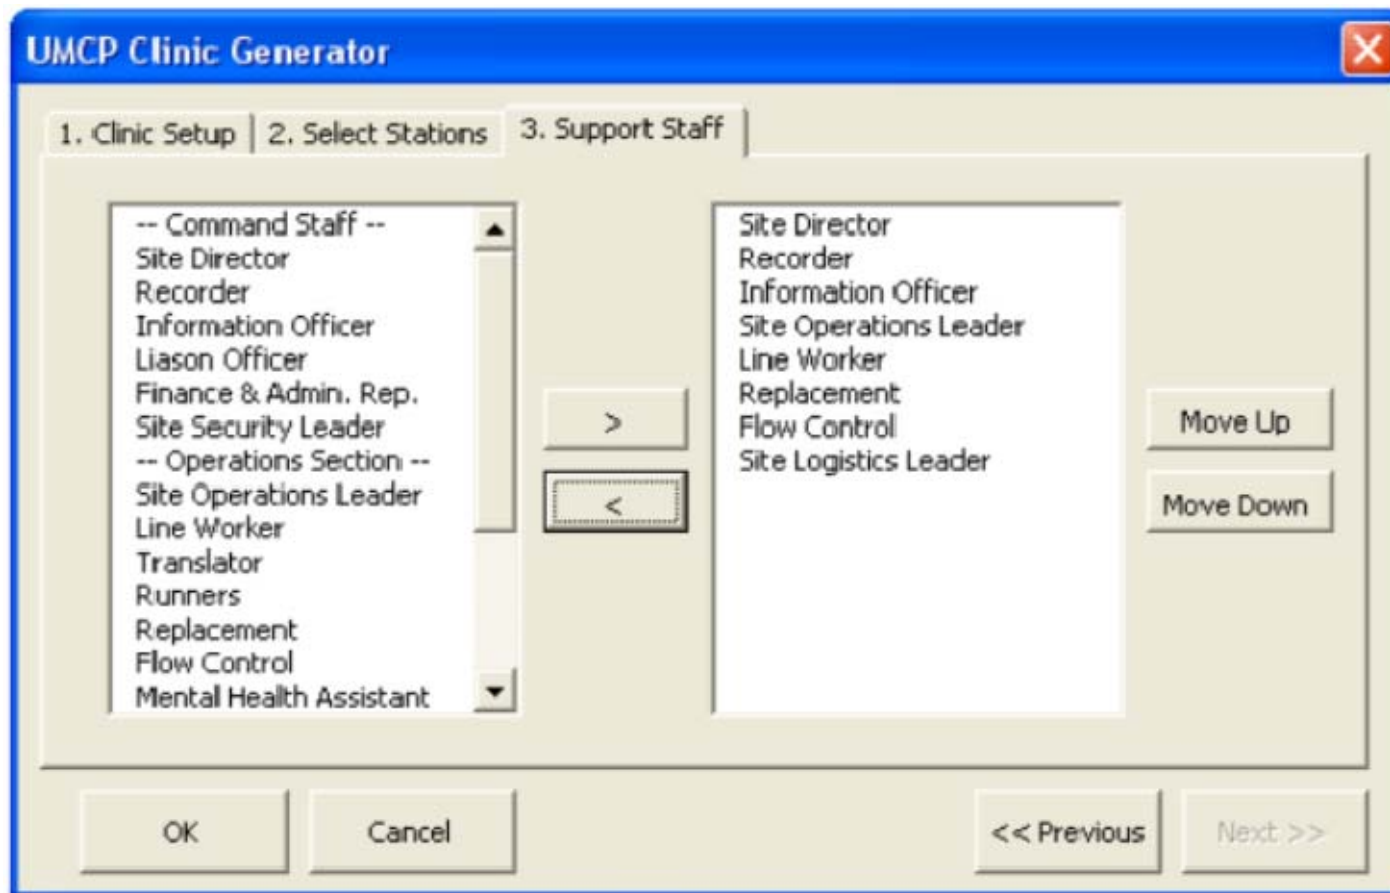 UMCP Clinic Generator
1. Clinic Setup
2. Select Stations
3. Support Staff
-- Command Staff --
Site Director
Recorder
Information Officer
Liason Officer
Finance & Admin. Rep.
Site Security Leader
-- Operations Section --
Site Operations Leader
Line Worker
Translator
Runners
Replacement
Flow Control
Mental Health Assistant
>
<
Site Director
Recorder
Information Officer
Site Operations Leader
Line Worker
Replacement
Flow Control
Site Logistics Leader
Move Up
Move Down
OK
Cancel
<< Previous
Next >>